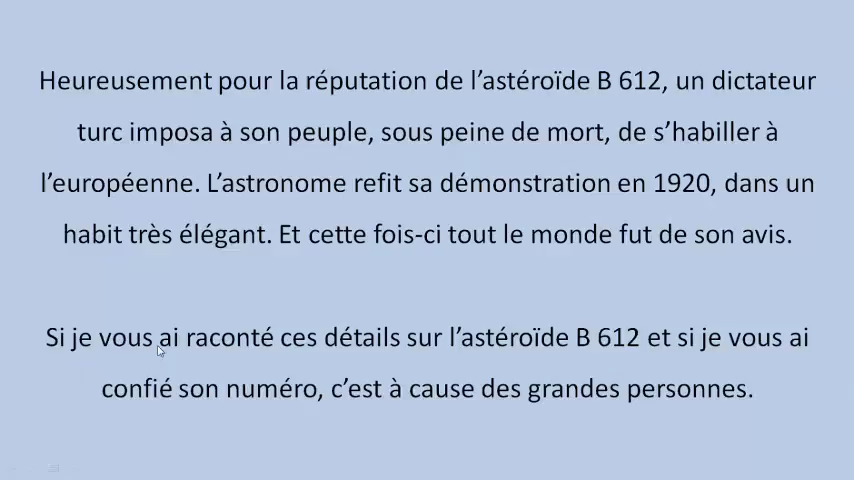 Heureusement pour la réputation de l’astéroïde B 612, un dictateur
turc imposa à son peuple, sous peine de mort, de s’habiller à
l’européenne. L’astronome refit sa démonstration en 1920, dans un
habit très élégant. Et cette fois-ci tout le monde fut de son avis.
Si je vous ai raconté ces détails sur l’astéroïde B 612 et si je vous ai
confié son numéro, c’est à cause des grandes personnes.